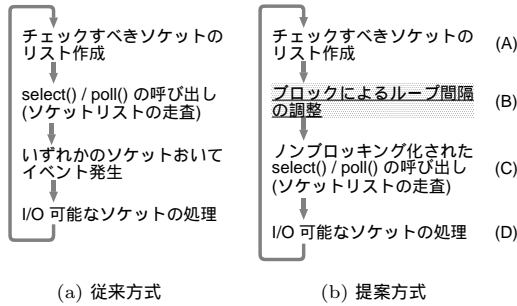 チェックすべきソケットの
リスト作成
select() / poll() の呼び出し
(ソケットリストの走査)
いずれかのソケットおいて
イベント発生
I/O 可能なソケットの処理
(a) 従来方式
チェックすべきソケットの
リスト作成
(A)
ブロックによるループ間隔
の調整
(B)
ノンブロッキング化された
select() / poll() の呼び出し
(ソケットリストの走査)
(C)
I/O 可能なソケットの処理
(D)
(b) 提案方式